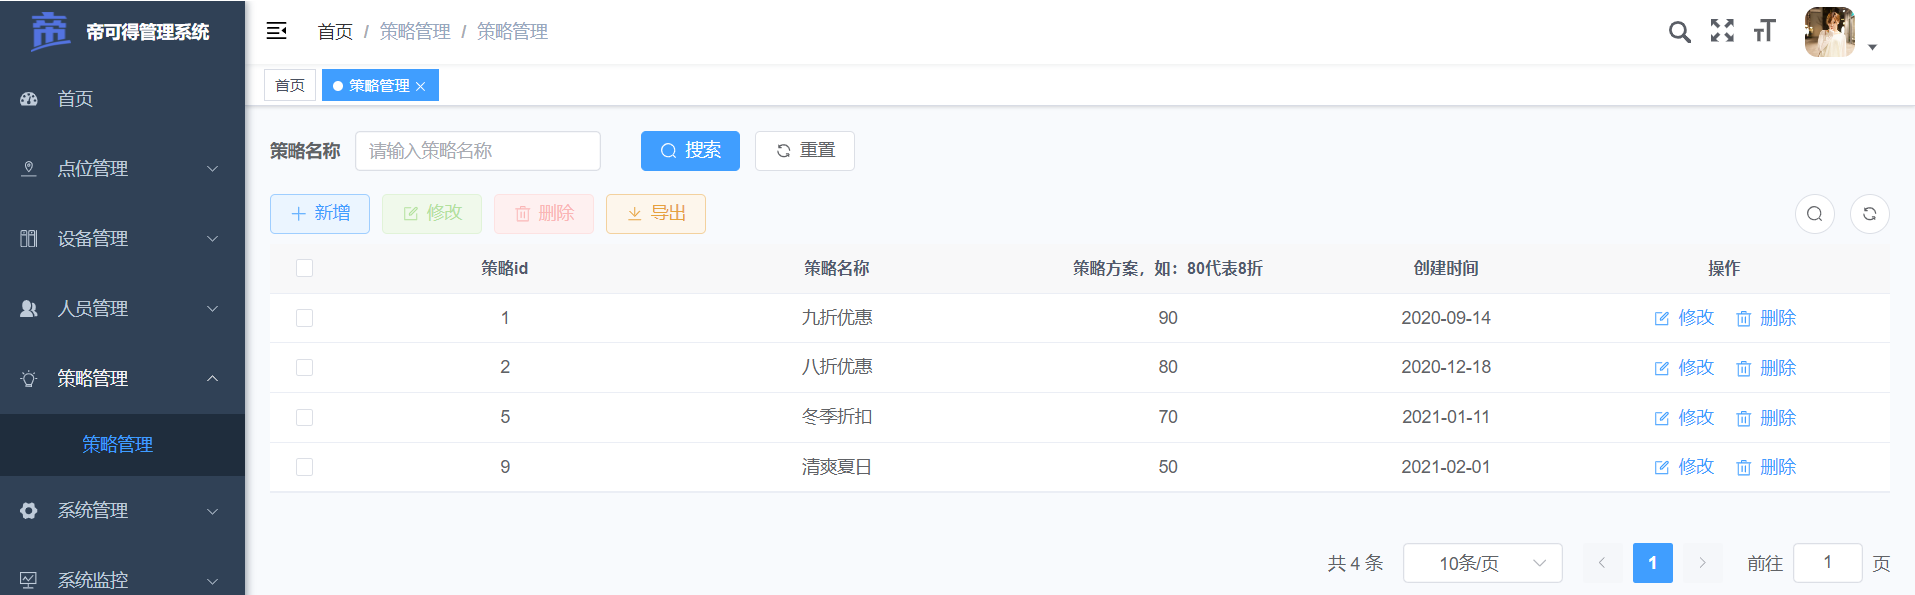 帝 帝可得管理系统
首页
点位管理
设备管理
人员管理
策略管理
策略管理
系统管理
系统监控
首页 / 策略管理 / 策略管理
首页 策略管理
策略名称 请输入策略名称 搜索 重置
新增 修改 删除 导出
策略id 策略名称 策略方案，如：80代表8折 创建时间 操作
1 九折优惠 90 2020-09-14 修改 删除
2 八折优惠 80 2020-12-18 修改 删除
5 冬季折扣 70 2021-01-11 修改 删除
9 清爽夏日 50 2021-02-01 修改 删除
共 4 条 10条/页 1 前往 1 页